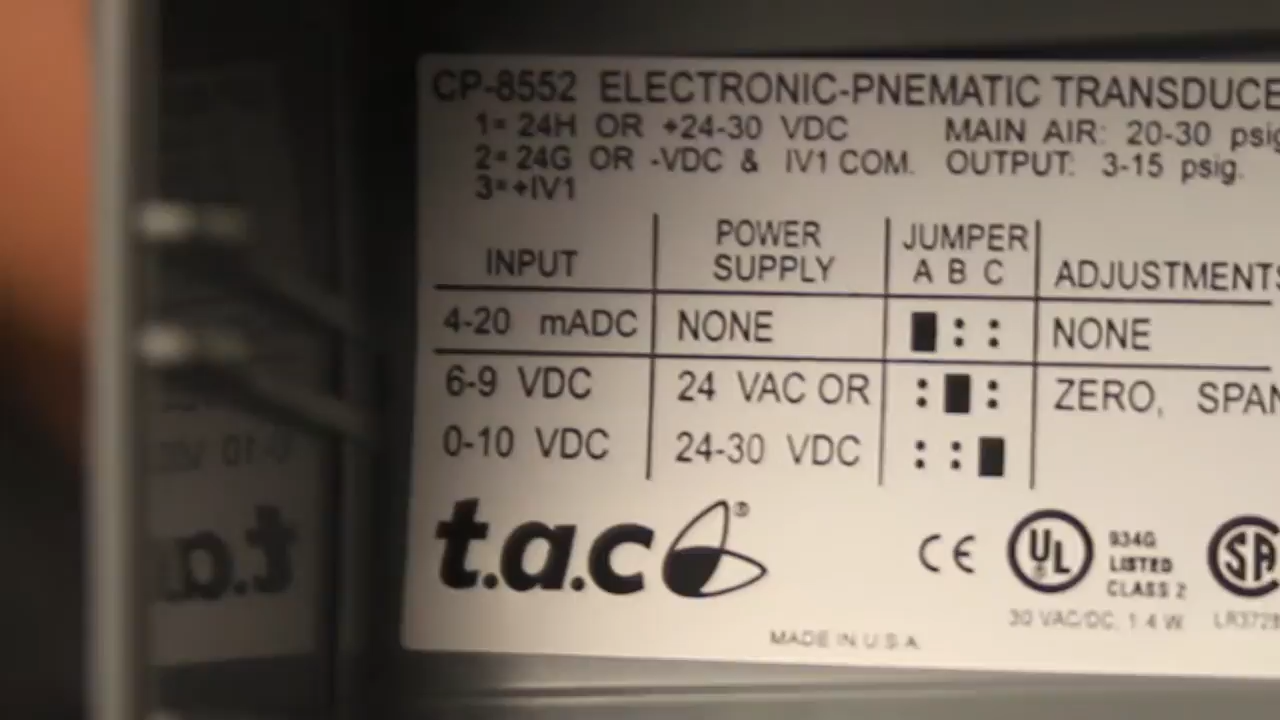 CP-8552 ELECTRONIC-PNEMATIC TRANSDUCE
1= 24H OR +24-30 VDC MAIN AIR: 20-30 psig
2= 24G OR -VDC & IV1 COM. OUTPUT: 3-15 psig.
3=+IV1
INPUT POWER SUPPLY JUMPER A B C ADJUSTMENTS
4-20 mADC NONE NONE
6-9 VDC 24 VAC OR ZERO, SPAN
0-10 VDC 24-30 VDC
t.a.c ®
CE UL ® 934G LISTED CLASS 2 SA
30 VAC/DC, 1.4 W
MADE IN U.S.A.